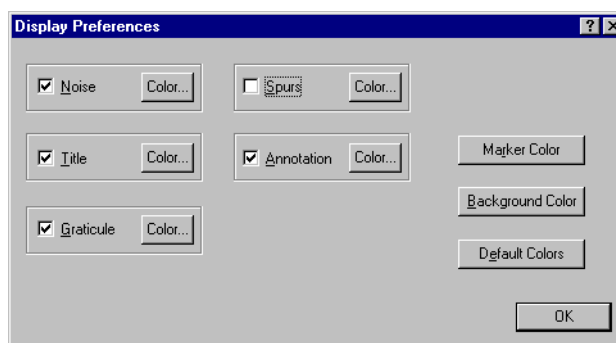 Display Preferences
Noise Color... Spurs Color...
Title Color... Annotation Color...
Marker Color
Background Color
Graticule Color...
Default Colors
OK